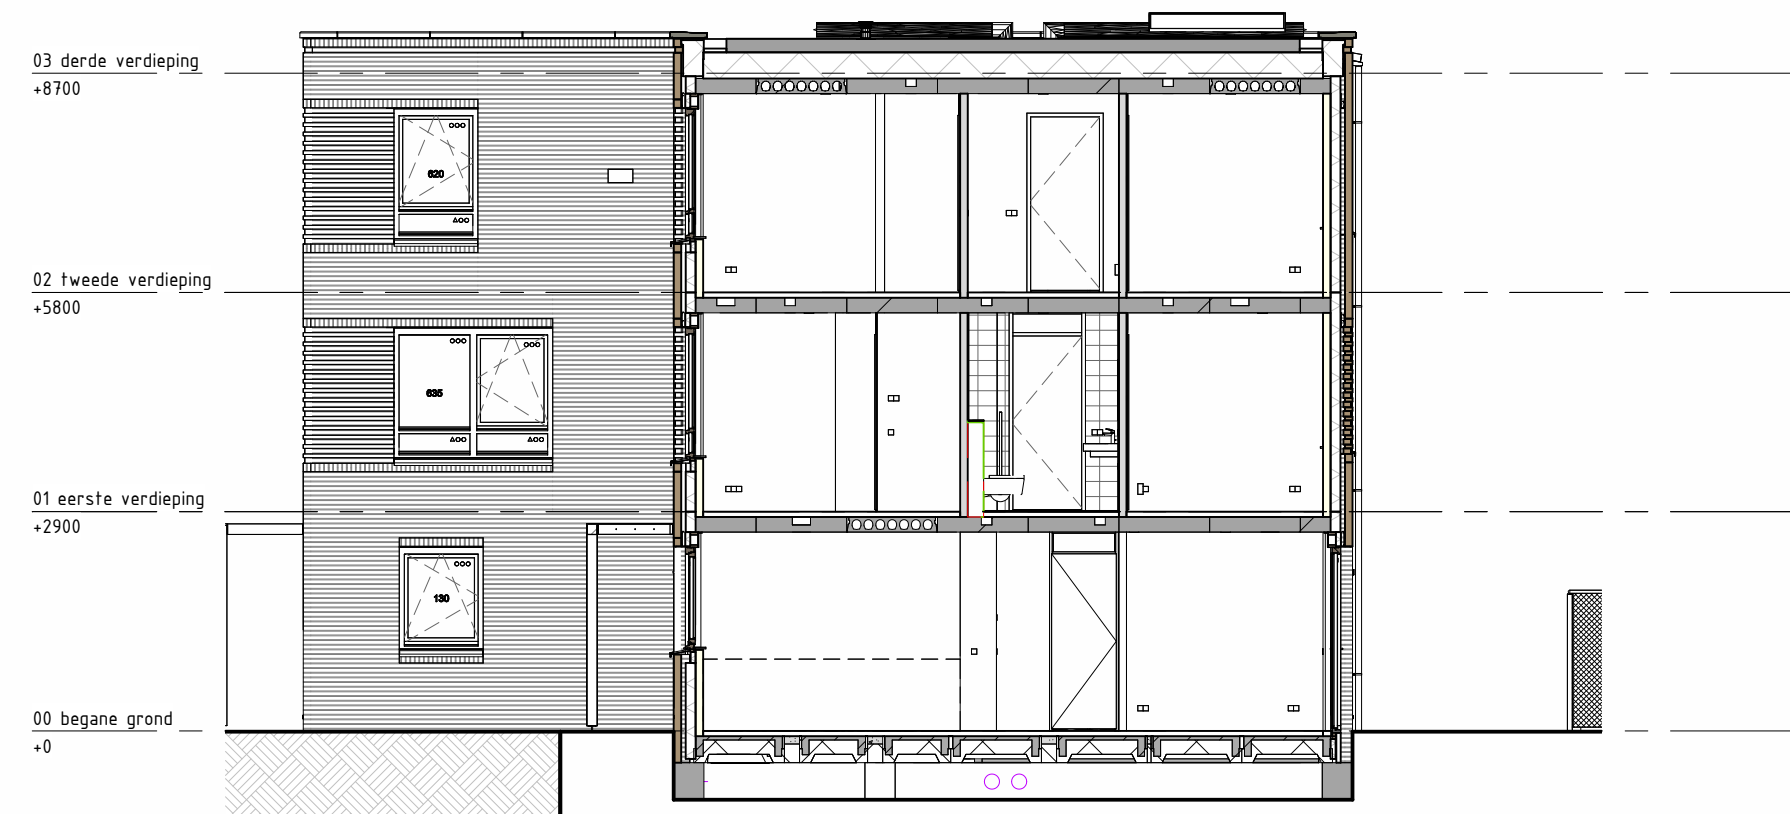 03 derde verdieping
+8700
620
02 tweede verdieping
+5800
635
01 eerste verdieping
+2900
130
00 begane grond
+0